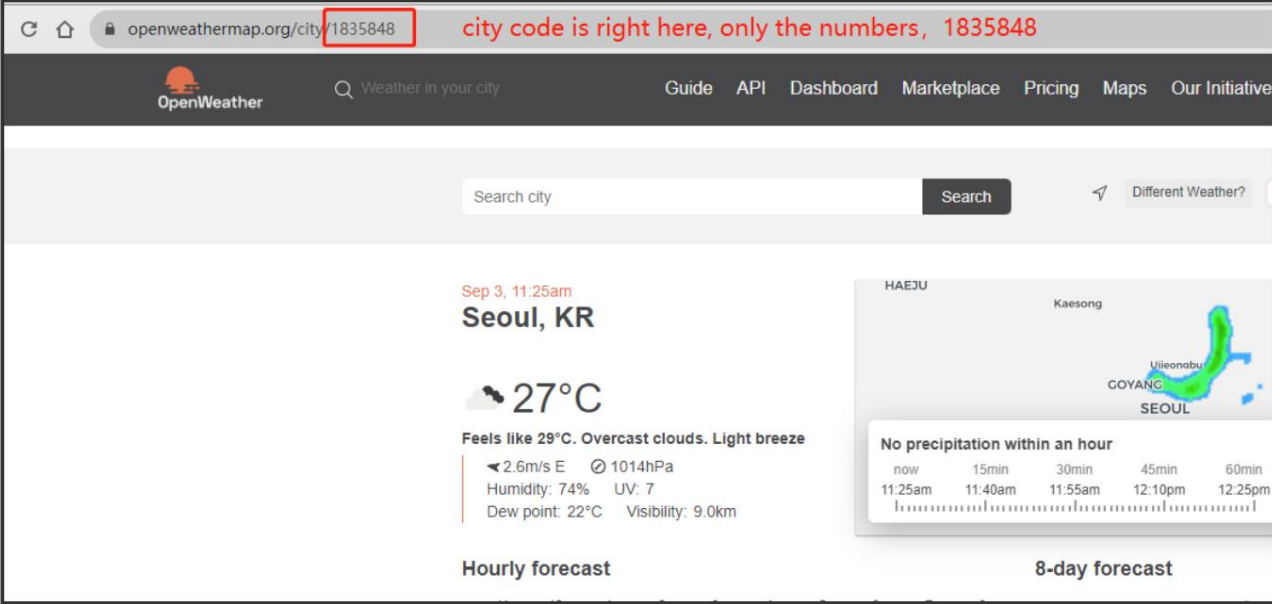 openweathermap.org/city/1835848
city code is right here, only the numbers, 1835848
OpenWeather
Weather in your city
Guide API Dashboard Marketplace Pricing Maps Our Initiative
Search city
Search
Different Weather?
Sep 3, 11:25am
Seoul, KR
27°C
Feels like 29°C. Overcast clouds. Light breeze
2.6m/s E 1014hPa
Humidity: 74% UV: 7
Dew point: 22°C Visibility: 9.0km
HAEJU
Kaesong
Uijeonabu
GOYANG
SEOUL
No precipitation within an hour
now 15min 30min 45min 60min
11:25am 11:40am 11:55am 12:10pm 12:25pm
Hourly forecast
8-day forecast